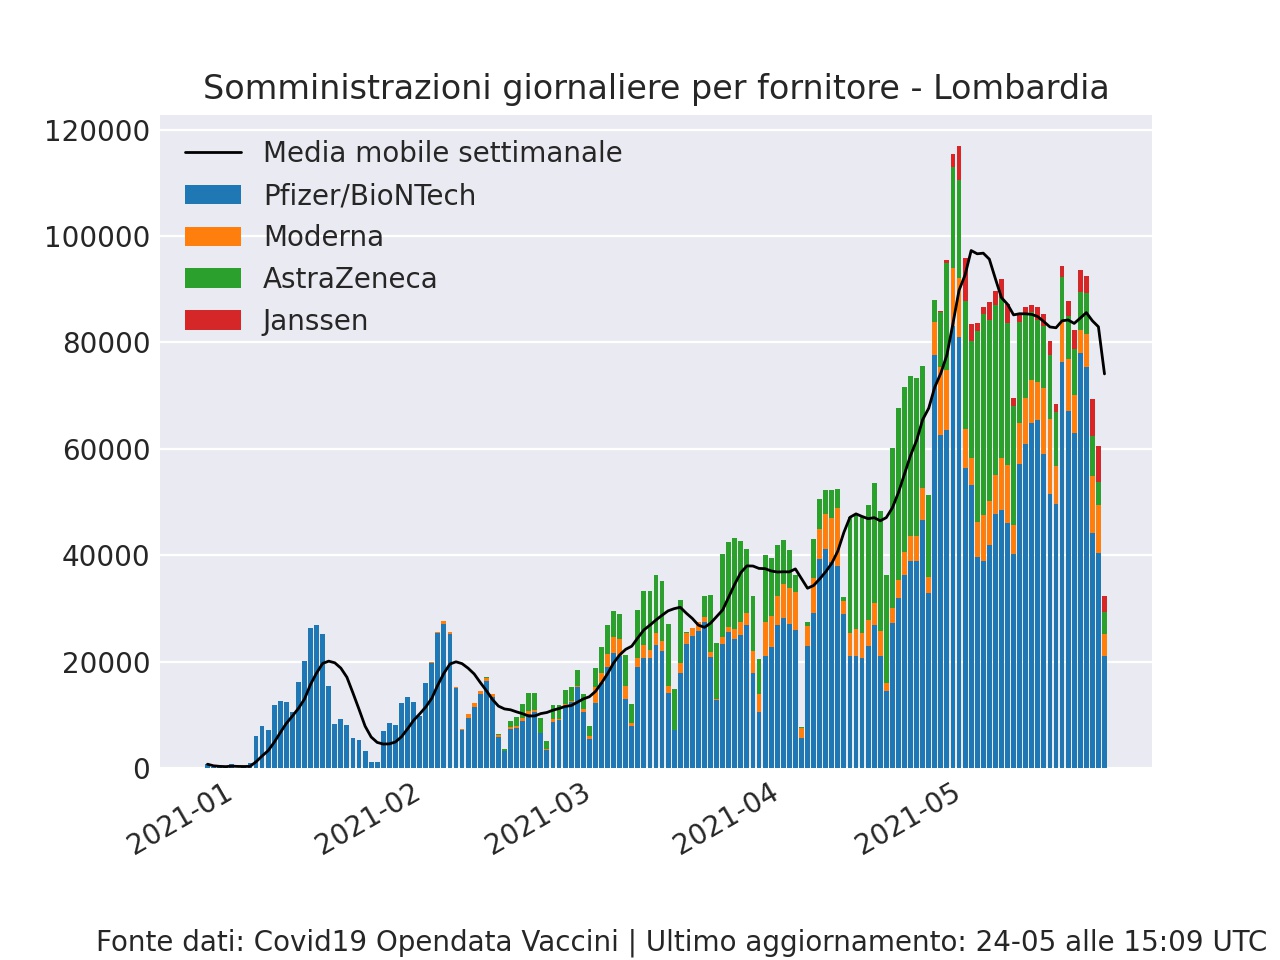 Somministrazioni giornaliere per fornitore - Lombardia
120000
100000
80000
60000
40000
20000
0
Media mobile settimanale
Pfizer/BioNTech
Moderna
AstraZeneca
Janssen
2021-01
2021-02
2021-03
2021-04
2021-05
Fonte dati: Covid19 Opendata Vaccini | Ultimo aggiornamento: 24-05 alle 15:09 UTC